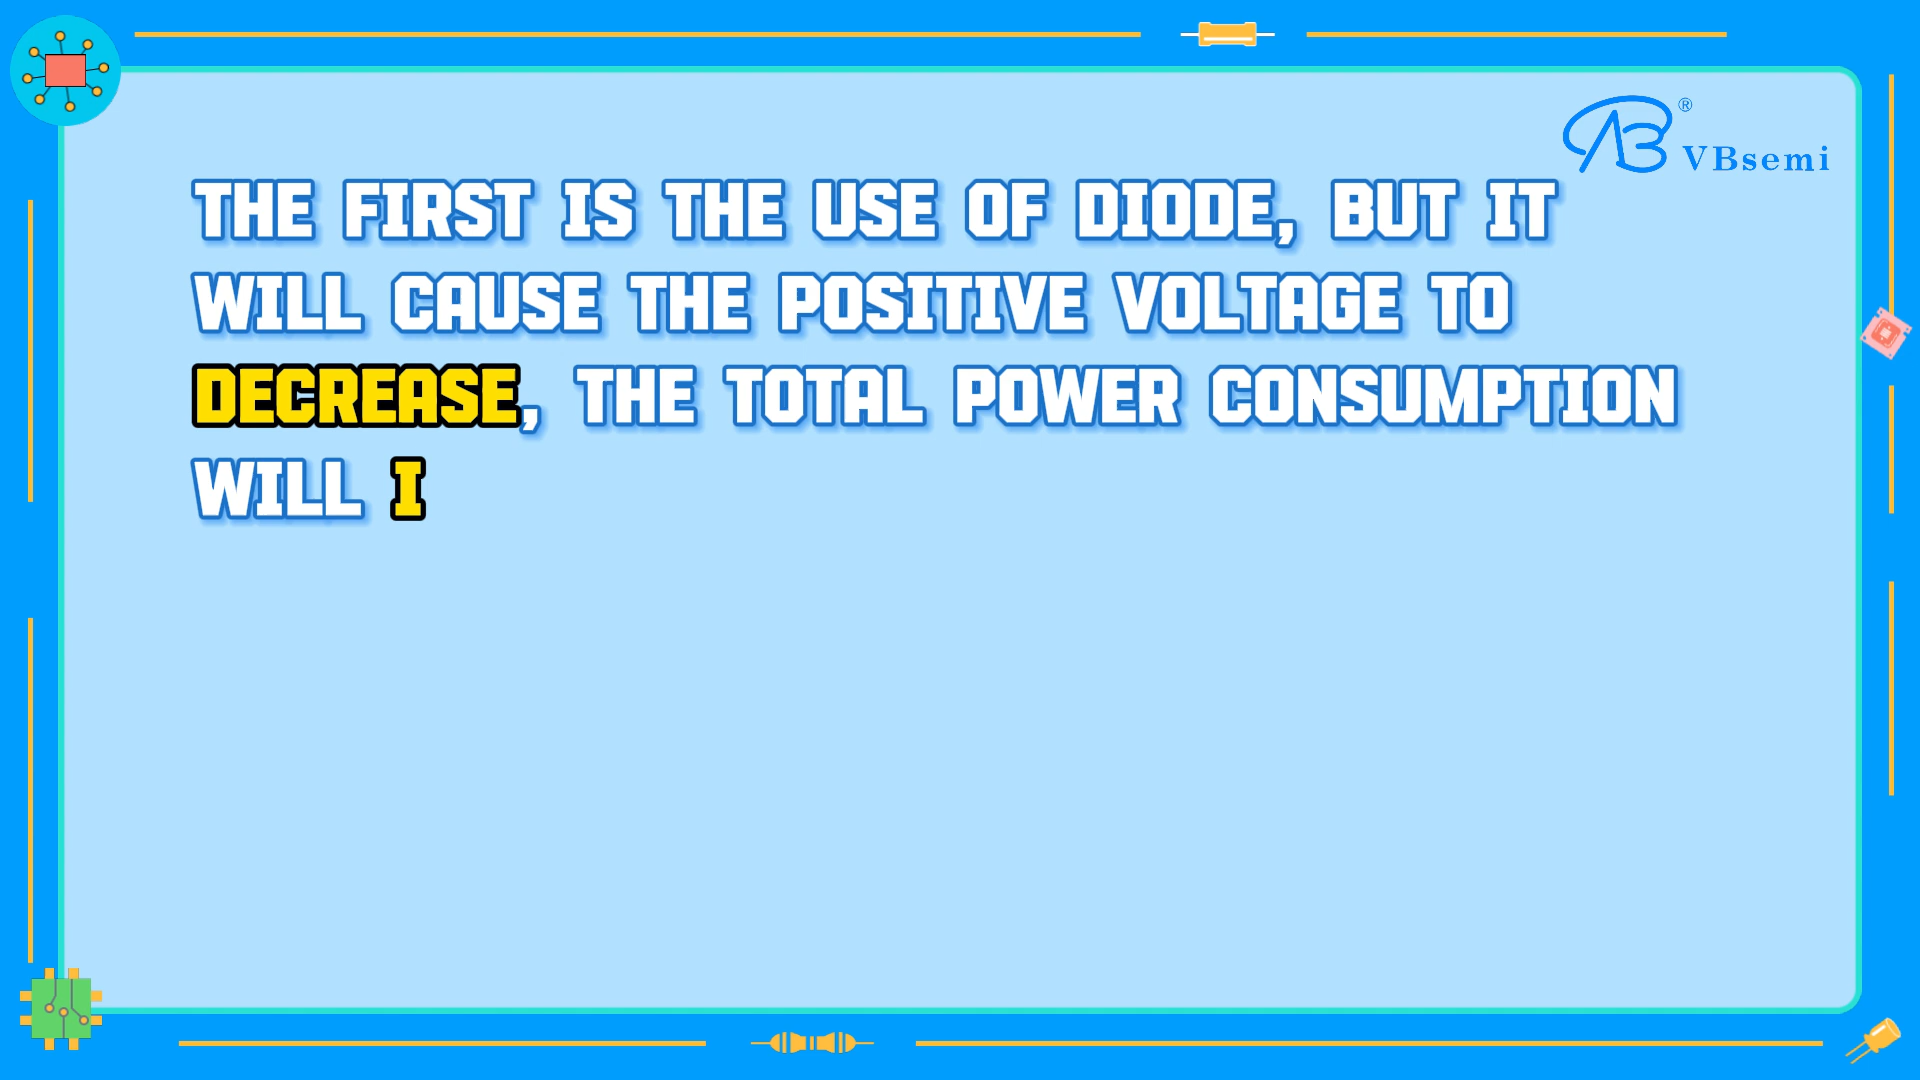 VBsemi®
THE FIRST IS THE USE OF DIODE, BUT IT
WILL CAUSE THE POSITIVE VOLTAGE TO
DECREASE, THE TOTAL POWER CONSUMPTION
WILL I